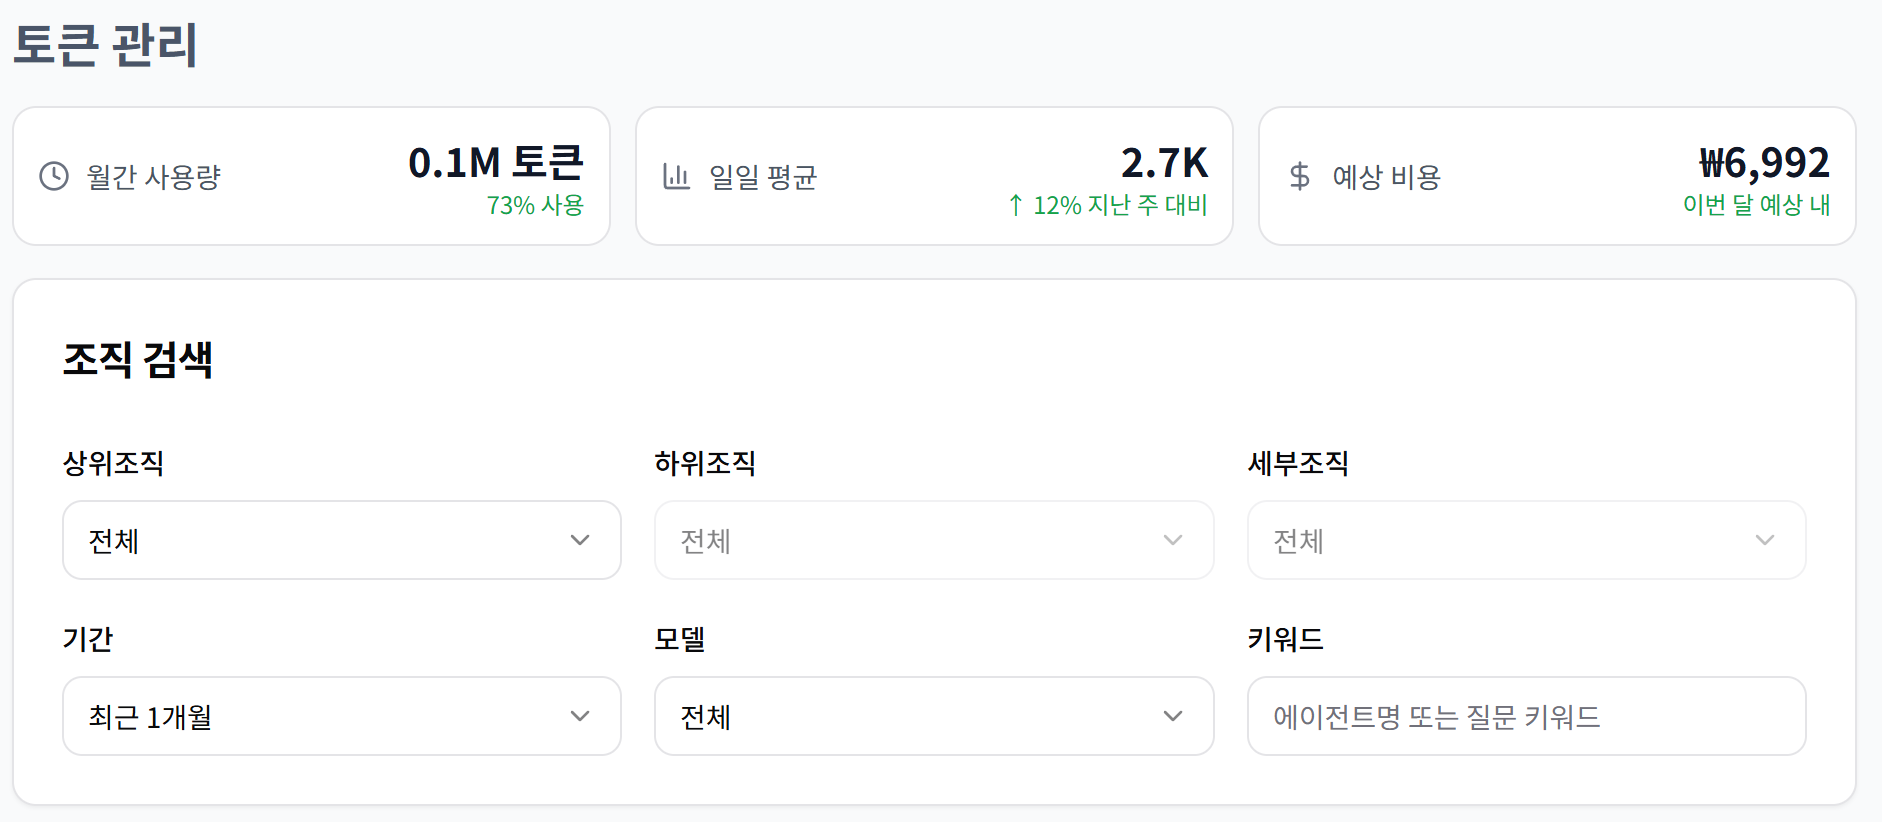 토큰 관리
月간 사용량
0.1M 토큰
73% 사용
일일 평균
2.7K
↑ 12% 지난 주 대비
예상 비용
₩6,992
이번 달 예상 내
조직 검색
상위조직
하위조직
세부조직
전체
전체
전체
기간
모델
키워드
최근 1개월
전체
에이전트명 또는 질문 키워드